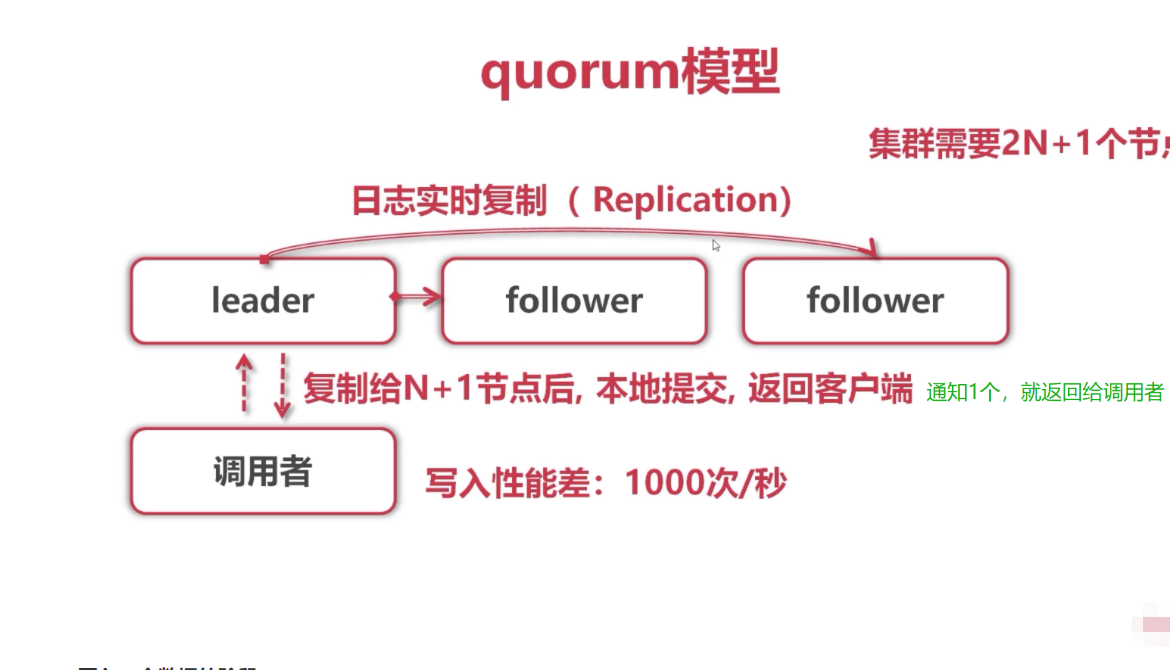 quorum模型
集群需要2N+1个节
日志实时复制（ Replication）
leader
follower
follower
复制给N+1节点后, 本地提交, 返回客户端
通知1个，就返回给调用者
调用者
写入性能差：1000次/秒